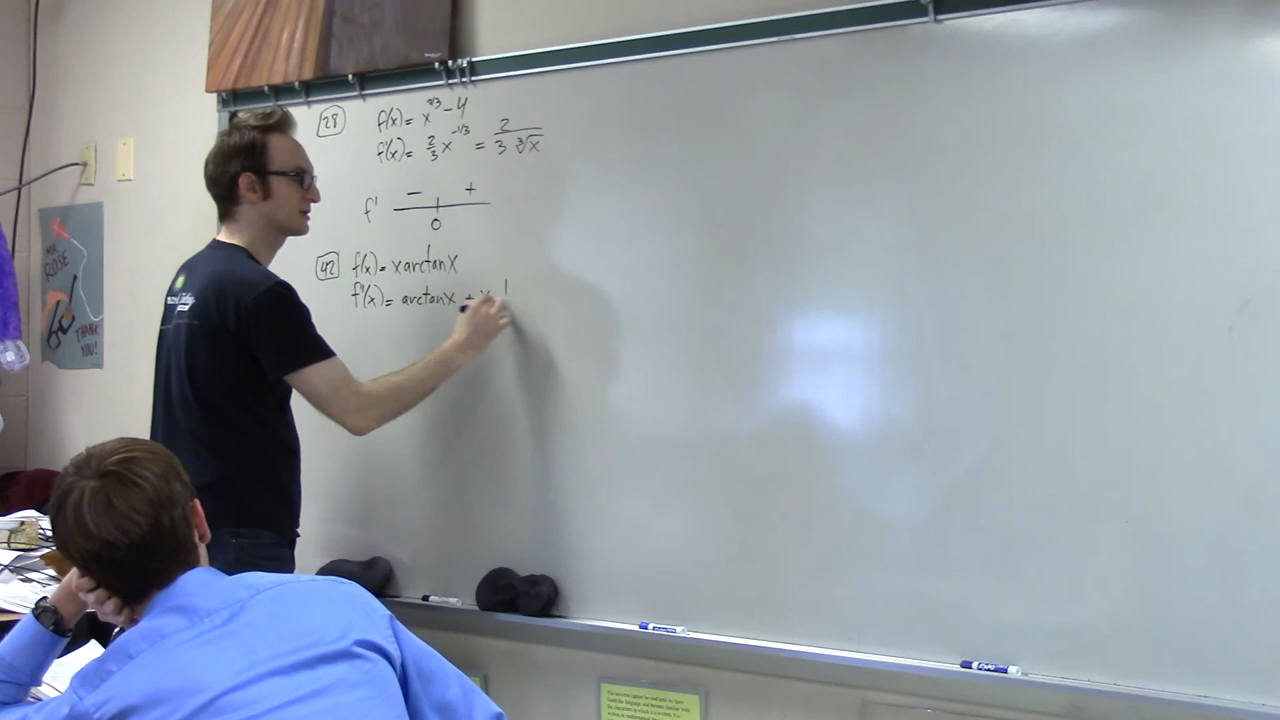 28 f(x) = x^2/3 - 4
f'(x) = 2/3 x^-1/3 = 2/3∛x
f' - +
0
42 f(x) = x arctan x
f'(x) = arctan x + x 1
MR.
ROSE
THANK
YOU!